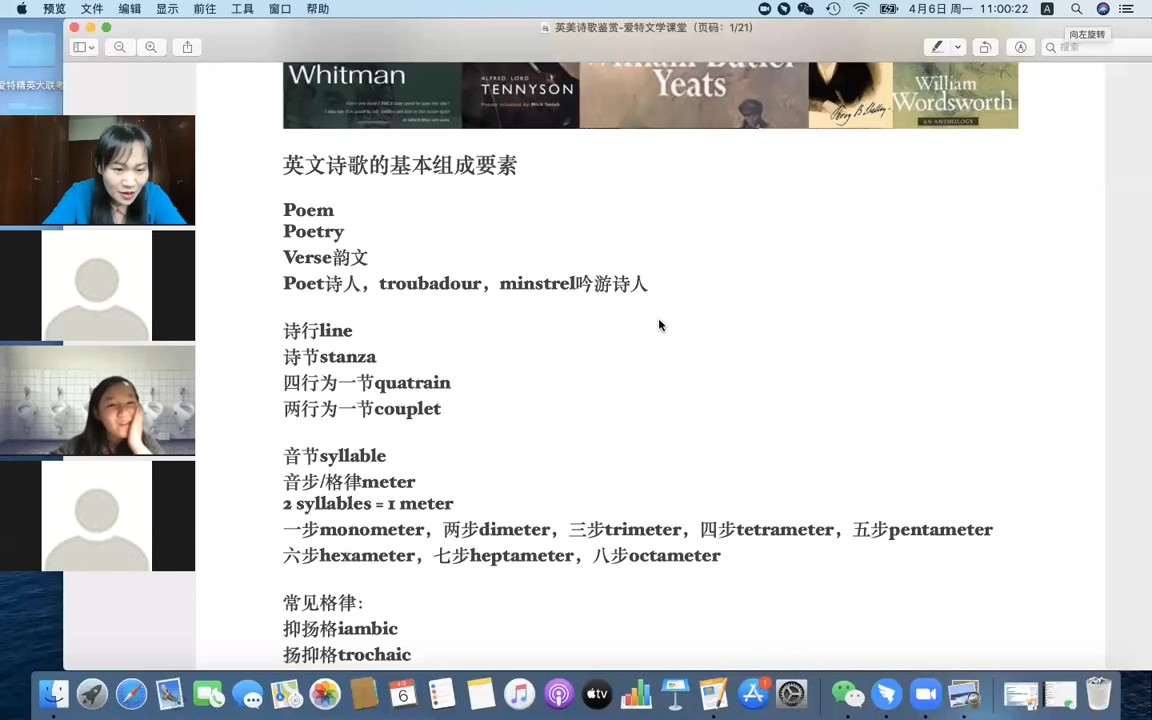 预览 文件 编辑 显示 前往 工具 窗口 帮助
4月6日 周一 11:00:22
英美诗歌鉴赏-爱特文学课堂（页码：1/21）
向左旋转
搜索
爱特精英大联考
Whitman
ALFRED LORD
TENNYSON
William Butler
Yeats
William
Wordsworth
AN ANTHOLOGY
英文诗歌的基本组成要素
Poem
Poetry
Verse韵文
Poet诗人，troubadour，minstrel吟游诗人
诗行line
诗节stanza
四行为一节quatrain
两行为一节couplet
音节syllable
音步/格律meter
2 syllables = 1 meter
一步monometer，两步dimeter，三步trimeter，四步tetrameter，五步pentameter
六步hexameter，七步heptameter，八步octameter
常见格律：
抑扬格iambic
扬抑格trochaic